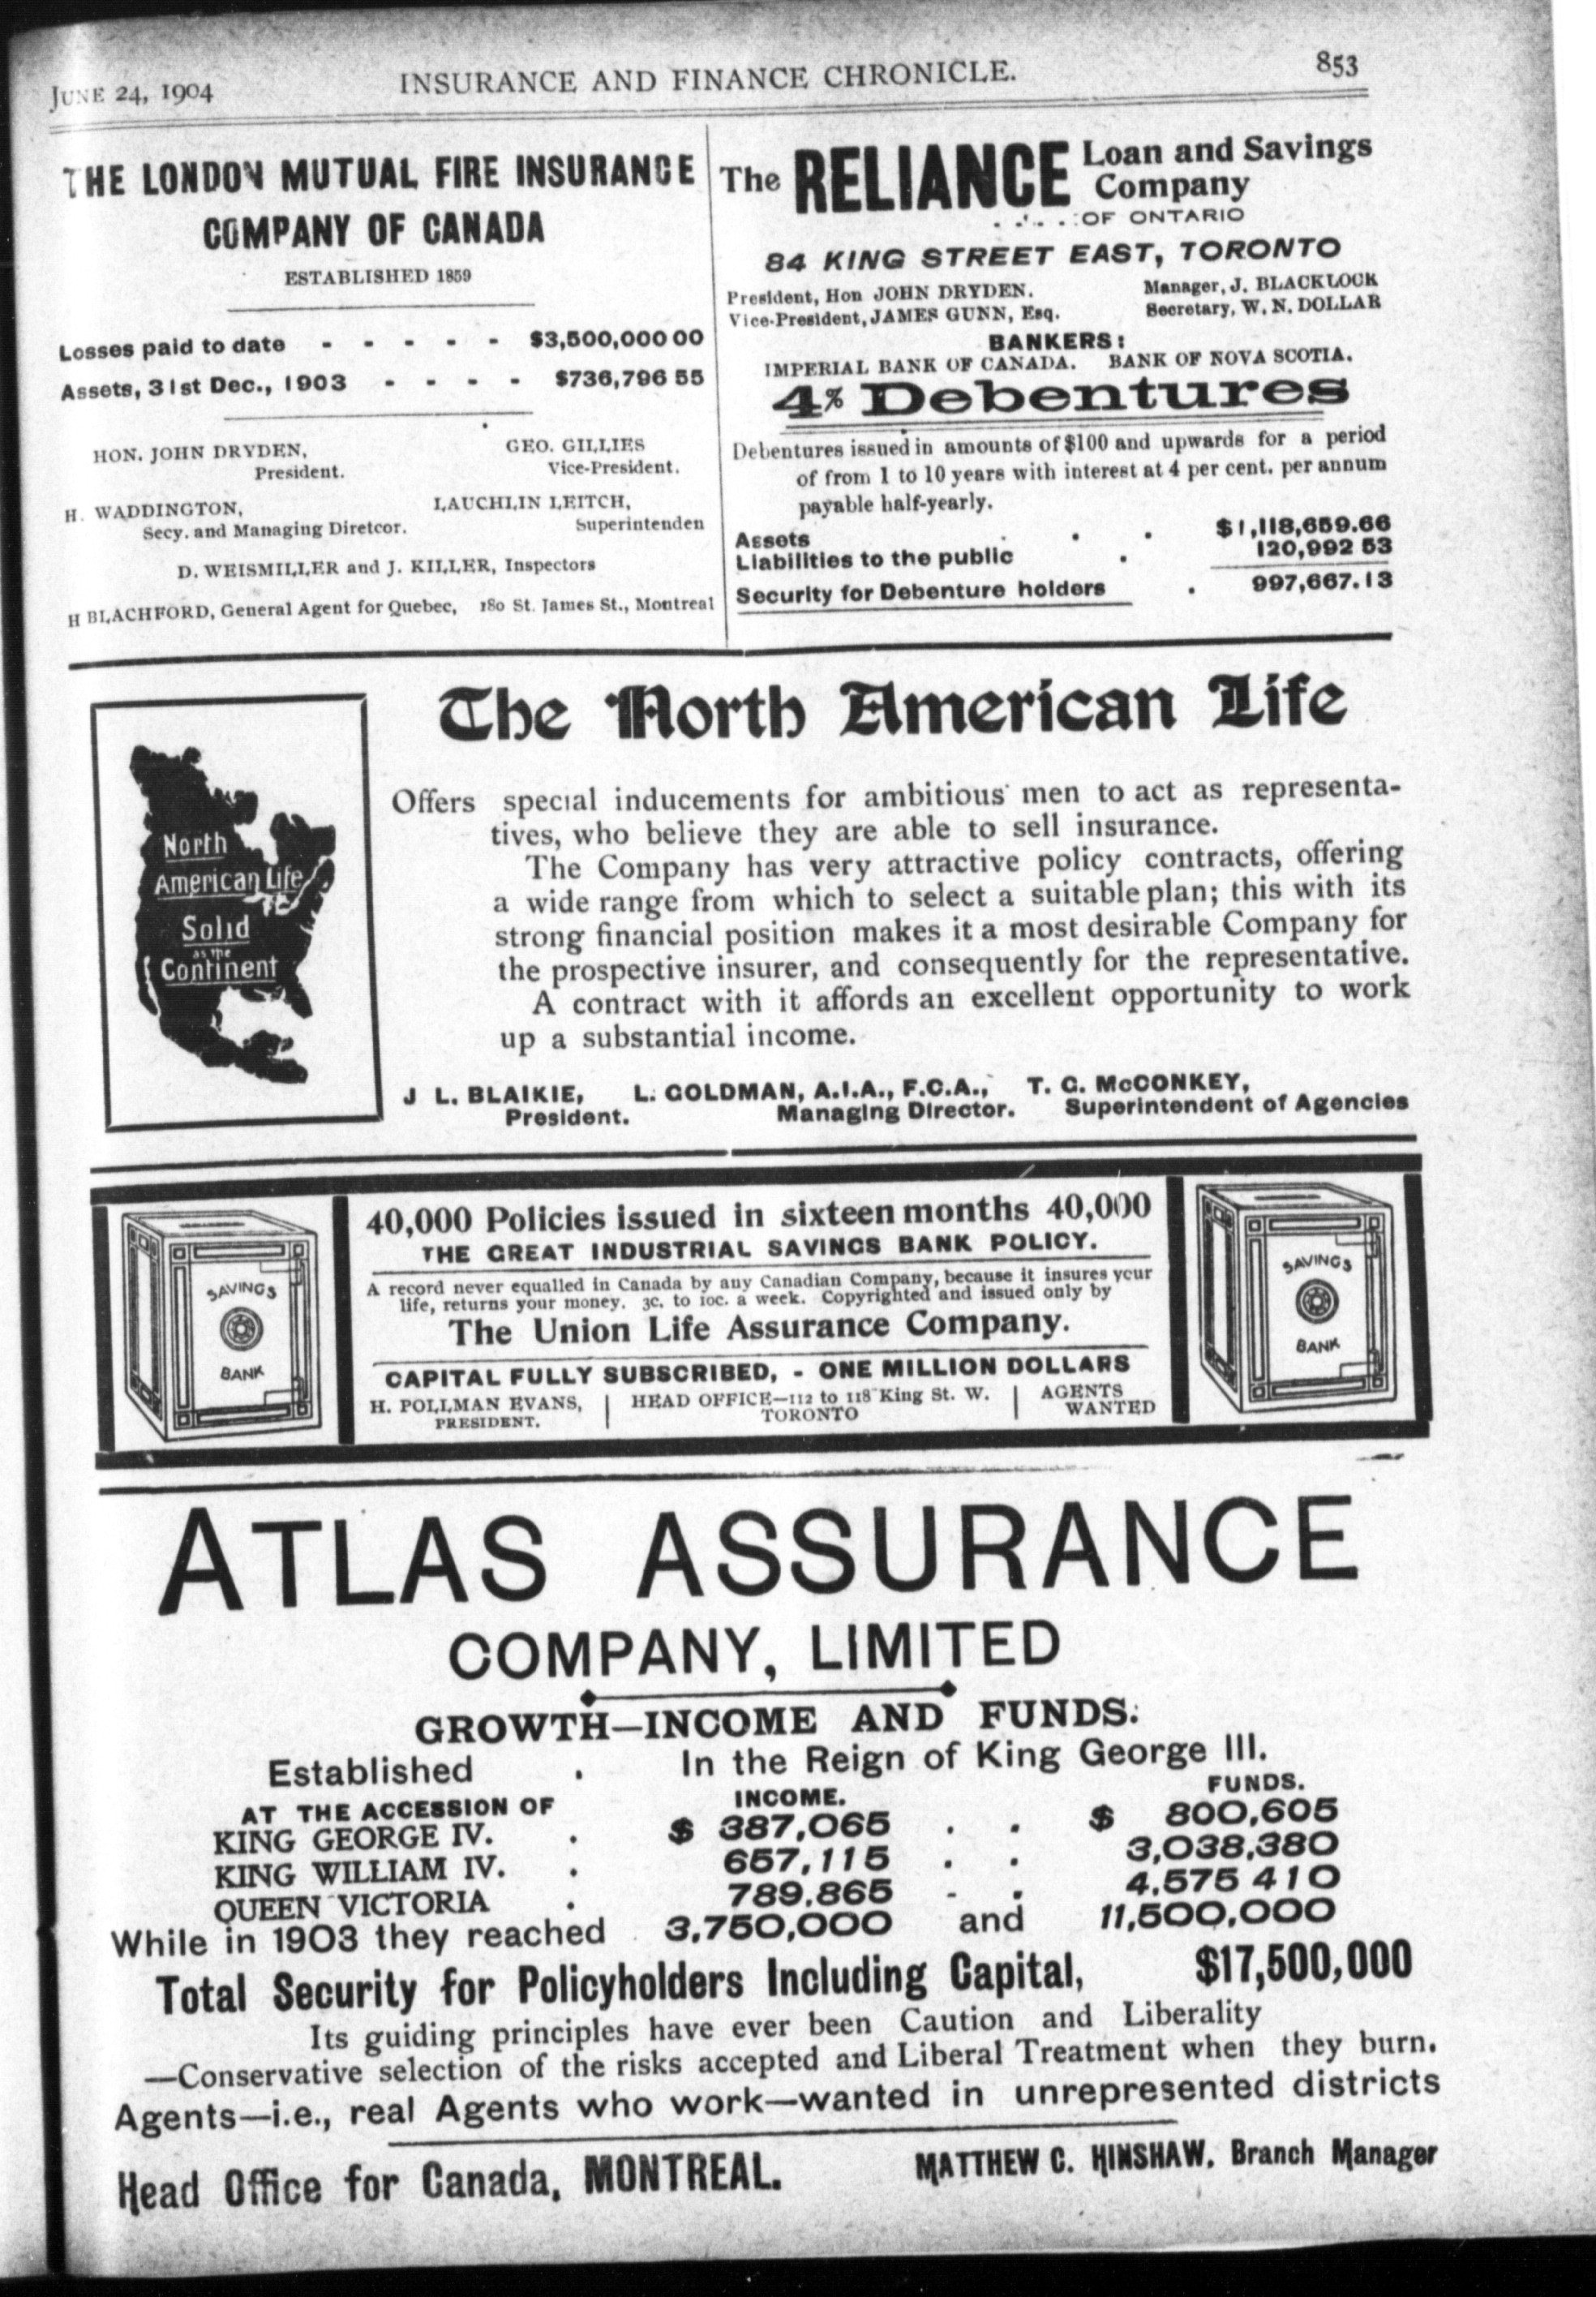 JUNE 24, 1904 INSURANCE AND FINANCE CHRONICLE. 853
THE LONDON MUTUAL FIRE INSURANCE
COMPANY OF CANADA
ESTABLISHED 1859
Losses paid to date - - - - - $3,500,000 00
Assets, 31st Dec., 1903 - - - - $736,796 55
HON. JOHN DRYDEN, GEO. GILLIES
President. Vice-President.
H. WADDINGTON, LAUCHLIN LEITCH,
Secy. and Managing Diretcor. Superintenden
D. WEISMILLER and J. KILLER, Inspectors
H BLACHFORD, General Agent for Quebec, 180 St. James St., Montreal
The RELIANCE Loan and Savings
Company
OF ONTARIO
84 KING STREET EAST, TORONTO
President, Hon JOHN DRYDEN. Manager, J. BLACKLOCK
Vice-President, JAMES GUNN, Esq. Secretary, W. N. DOLLAR
BANKERS:
IMPERIAL BANK OF CANADA. BANK OF NOVA SCOTIA.
4% Debentures
Debentures issued in amounts of $100 and upwards for a period
of from 1 to 10 years with interest at 4 per cent. per annum
payable half-yearly.
Assets . . $1,118,659.66
Liabilities to the public . 120,992 53
Security for Debenture holders . 997,667.13
The North American Life
North
American Life
Solid
as the
Continent
Offers special inducements for ambitious men to act as representa-
tives, who believe they are able to sell insurance.
The Company has very attractive policy contracts, offering
a wide range from which to select a suitable plan; this with its
strong financial position makes it a most desirable Company for
the prospective insurer, and consequently for the representative.
A contract with it affords an excellent opportunity to work
up a substantial income.
J L. BLAIKIE, L. GOLDMAN, A.I.A., F.C.A., T. G. McCONKEY,
President. Managing Director. Superintendent of Agencies
SAVINGS
BANK
40,000 Policies issued in sixteen months 40,000
THE GREAT INDUSTRIAL SAVINGS BANK POLICY.
A record never equalled in Canada by any Canadian Company, because it insures your
life, returns your money. 3c. to 10c. a week. Copyrighted and issued only by
The Union Life Assurance Company.
CAPITAL FULLY SUBSCRIBED, - ONE MILLION DOLLARS
H. POLLMAN EVANS, HEAD OFFICE—112 to 118 King St. W. AGENTS
PRESIDENT. TORONTO WANTED
SAVINGS
BANK
ATLAS ASSURANCE
COMPANY, LIMITED
GROWTH—INCOME AND FUNDS.
Established . In the Reign of King George III.
AT THE ACCESSION OF INCOME. FUNDS.
KING GEORGE IV. . $ 387,065 . . $ 800,605
KING WILLIAM IV. . 657,115 . . 3,038,380
QUEEN VICTORIA . 789,865 - . 4,575 410
While in 1903 they reached . 3,750,000 and 11,500,000
Total Security for Policyholders Including Capital, $17,500,000
Its guiding principles have ever been Caution and Liberality
—Conservative selection of the risks accepted and Liberal Treatment when they burn.
Agents—i.e., real Agents who work—wanted in unrepresented districts
Head Office for Canada, MONTREAL. MATTHEW C. HINSHAW, Branch Manager